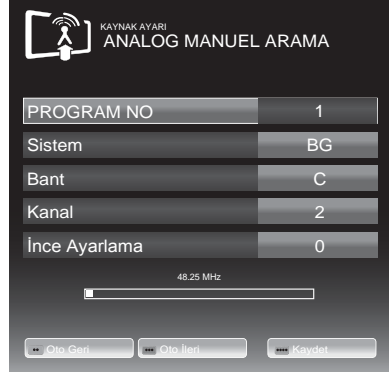 KAYNAK AYARI
ANALOG MANUEL ARAMA
PROGRAM NO 1
Sistem BG
Bant C
Kanal 2
İnce Ayarlama 0
48.25 MHz
Oto Geri Oto İleri Kaydet